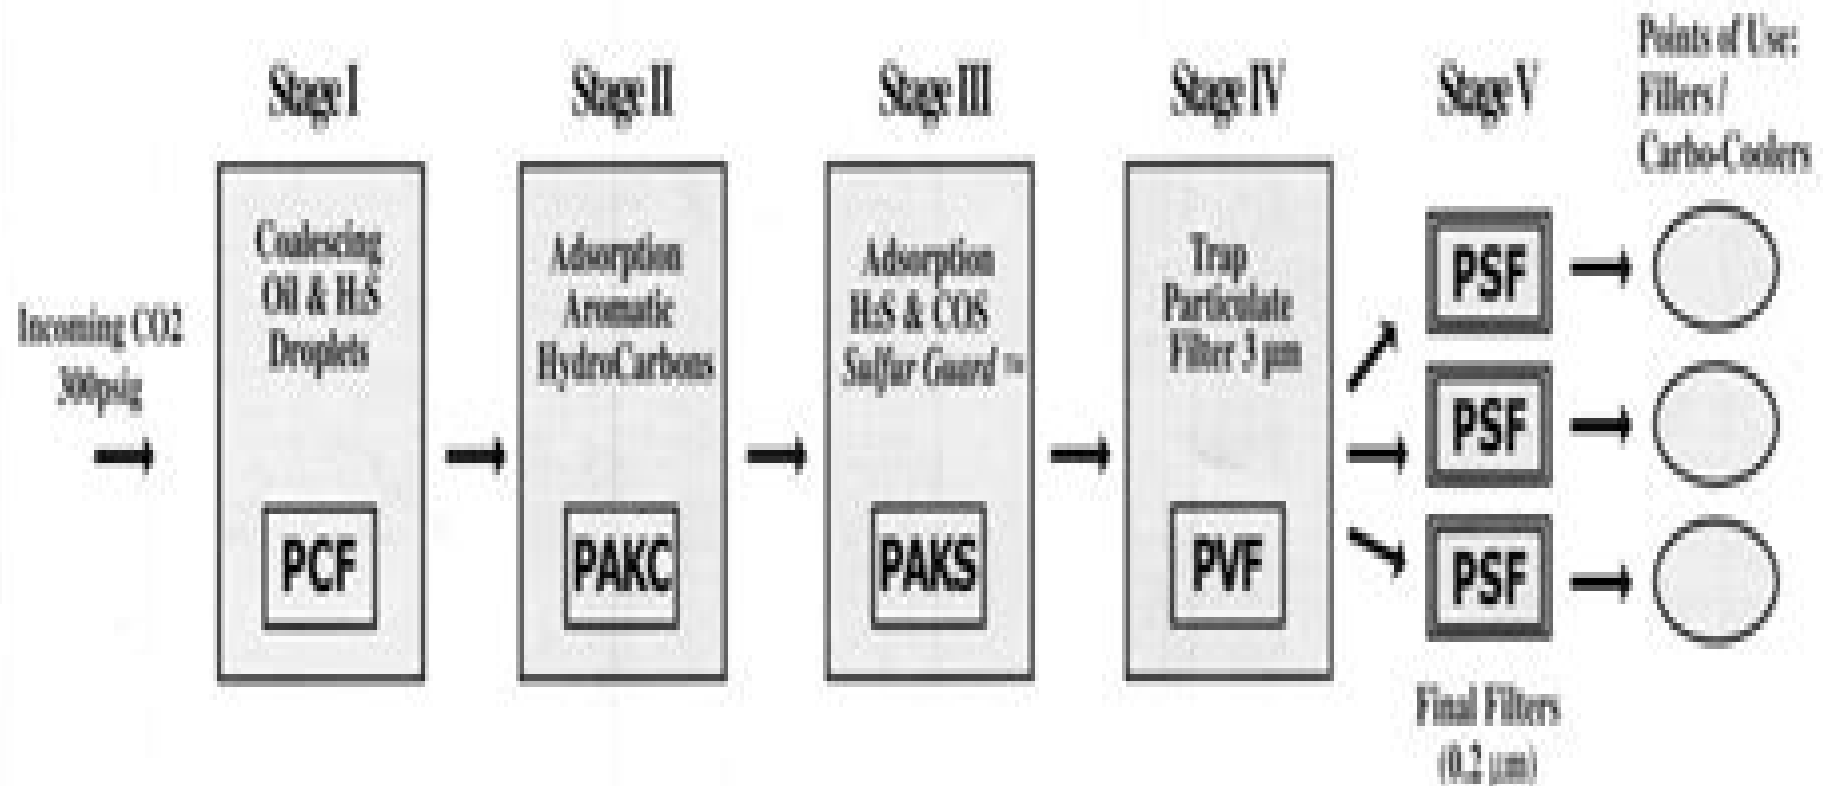 Stage I
Stage II
Stage III
Stage IV
Stage V
Points of Use:
Fillers /
Carbo-Coolers
Incoming CO2
300psig
Coalescing
Oil & H2S
Droplets
PCF
Adsorption
Aromatic
HydroCarbons
PAKC
Adsorption
H2S & COS
Sulfur Guard ™
PAKS
Trap
Particulate
Filter 3 µm
PVF
PSF
PSF
PSF
Final Filters
(0.2 µm)